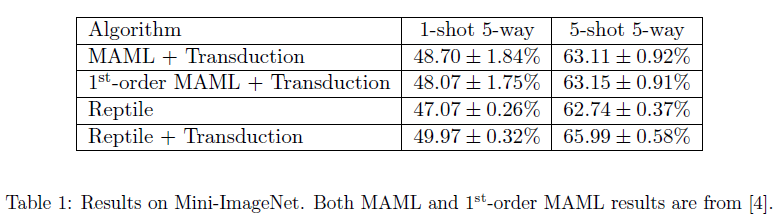 Algorithm 1-shot 5-way 5-shot 5-way
MAML + Transduction 48.70 ± 1.84% 63.11 ± 0.92%
1st-order MAML + Transduction 48.07 ± 1.75% 63.15 ± 0.91%
Reptile 47.07 ± 0.26% 62.74 ± 0.37%
Reptile + Transduction 49.97 ± 0.32% 65.99 ± 0.58%
Table 1: Results on Mini-ImageNet. Both MAML and 1st-order MAML results are from [4].